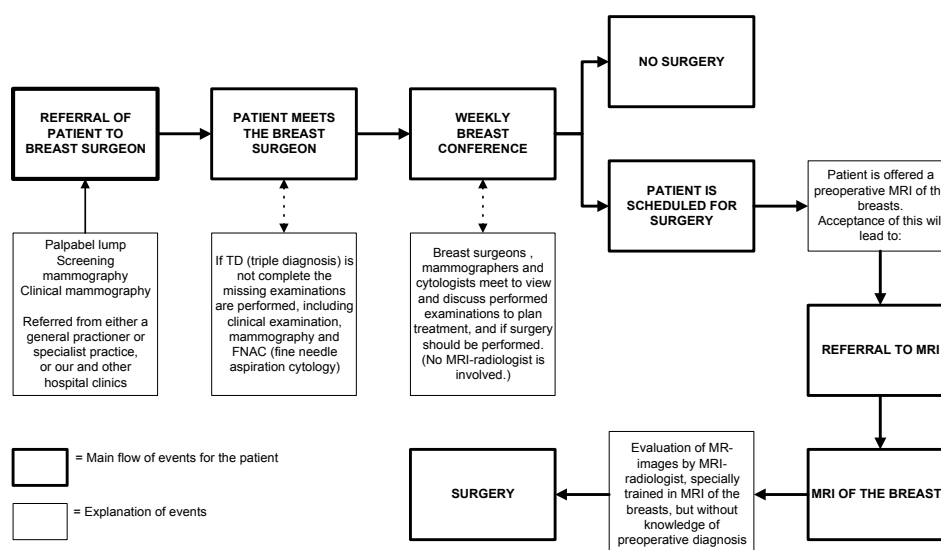 NO SURGERY
REFERRAL OF
PATIENT TO
BREAST SURGEON
PATIENT MEETS
THE BREAST
SURGEON
WEEKLY
BREAST
CONFERENCE
PATIENT IS
SCHEDULED FOR
SURGERY
Patient is offered a
preoperative MRI of the
breasts.
Acceptance of this will
lead to:
Palpabel lump
Screening
mammography
Clinical mammography
Referred from either a
general practioner or
specialist practice,
or our and other
hospital clinics
If TD (triple diagnosis) is
not complete the
missing examinations
are performed, including
clinical examination,
mammography and
FNAC (fine needle
aspiration cytology)
Breast surgeons ,
mammographers and
cytologists meet to view
and discuss performed
examinations to plan
treatment, and if surgery
should be performed.
(No MRI-radiologist is
involved.)
REFERRAL TO MRI
= Main flow of events for the patient
= Explanation of events
SURGERY
Evaluation of MR-
images by MRI-
radiologist, specially
trained in MRI of the
breasts, but without
knowledge of
preoperative diagnosis
MRI OF THE BREAST